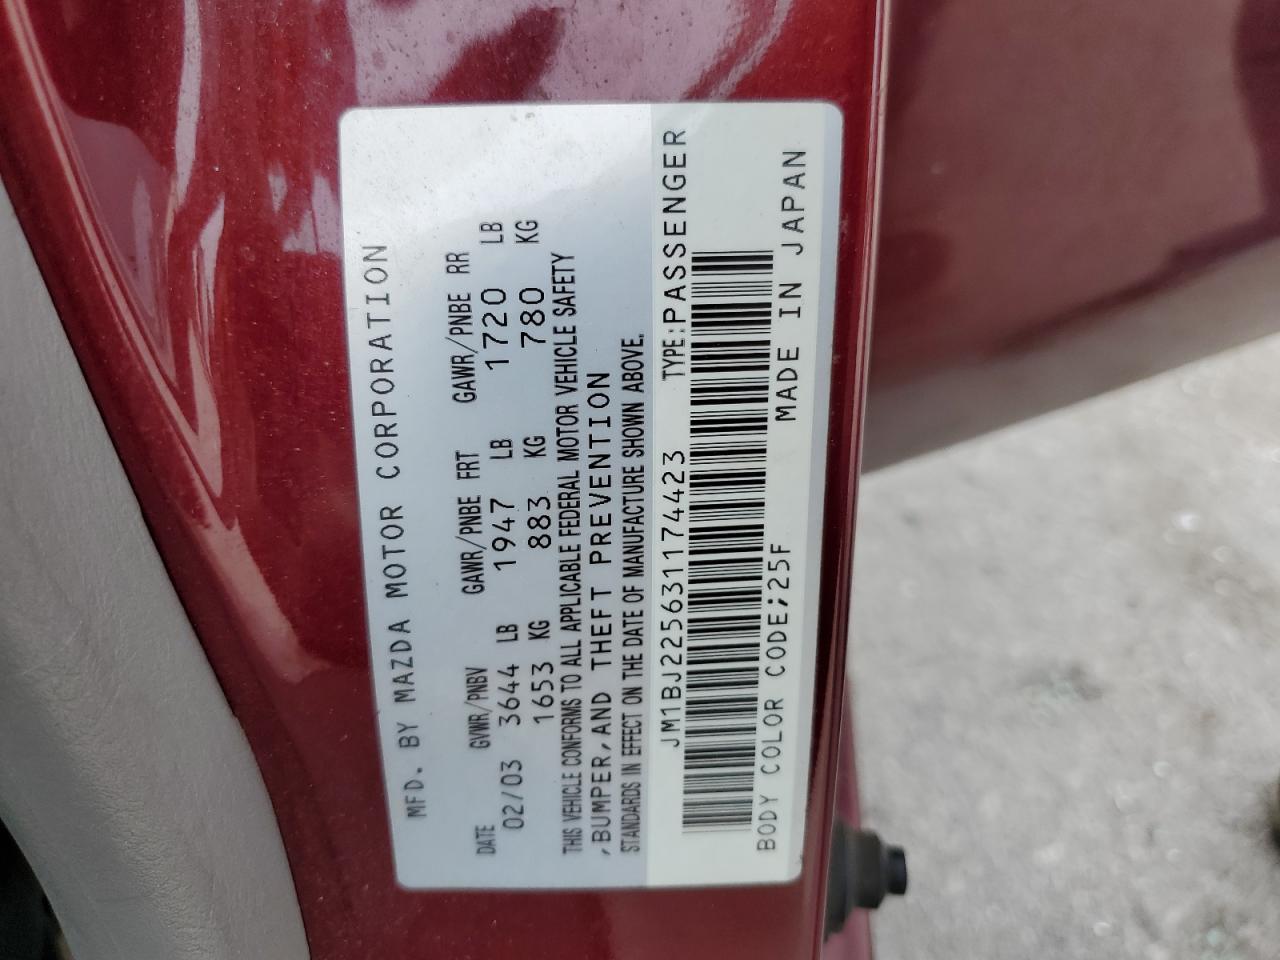 MFD. BY MAZDA MOTOR CORPORATION
DATE GVWR/PNBV GAWR/PNBE FRT GAWR/PNBE RR
02/03 3644 LB 1947 LB 1720 LB
1653 KG 883 KG 780 KG
THIS VEHICLE CONFORMS TO ALL APPLICABLE FEDERAL MOTOR VEHICLE SAFETY
,BUMPER,AND THEFT PREVENTION
STANDARDS IN EFFECT ON THE DATE OF MANUFACTURE SHOWN ABOVE.
JM1BJ225631174423 TYPE:PASSENGER
BODY COLOR CODE;25F MADE IN JAPAN